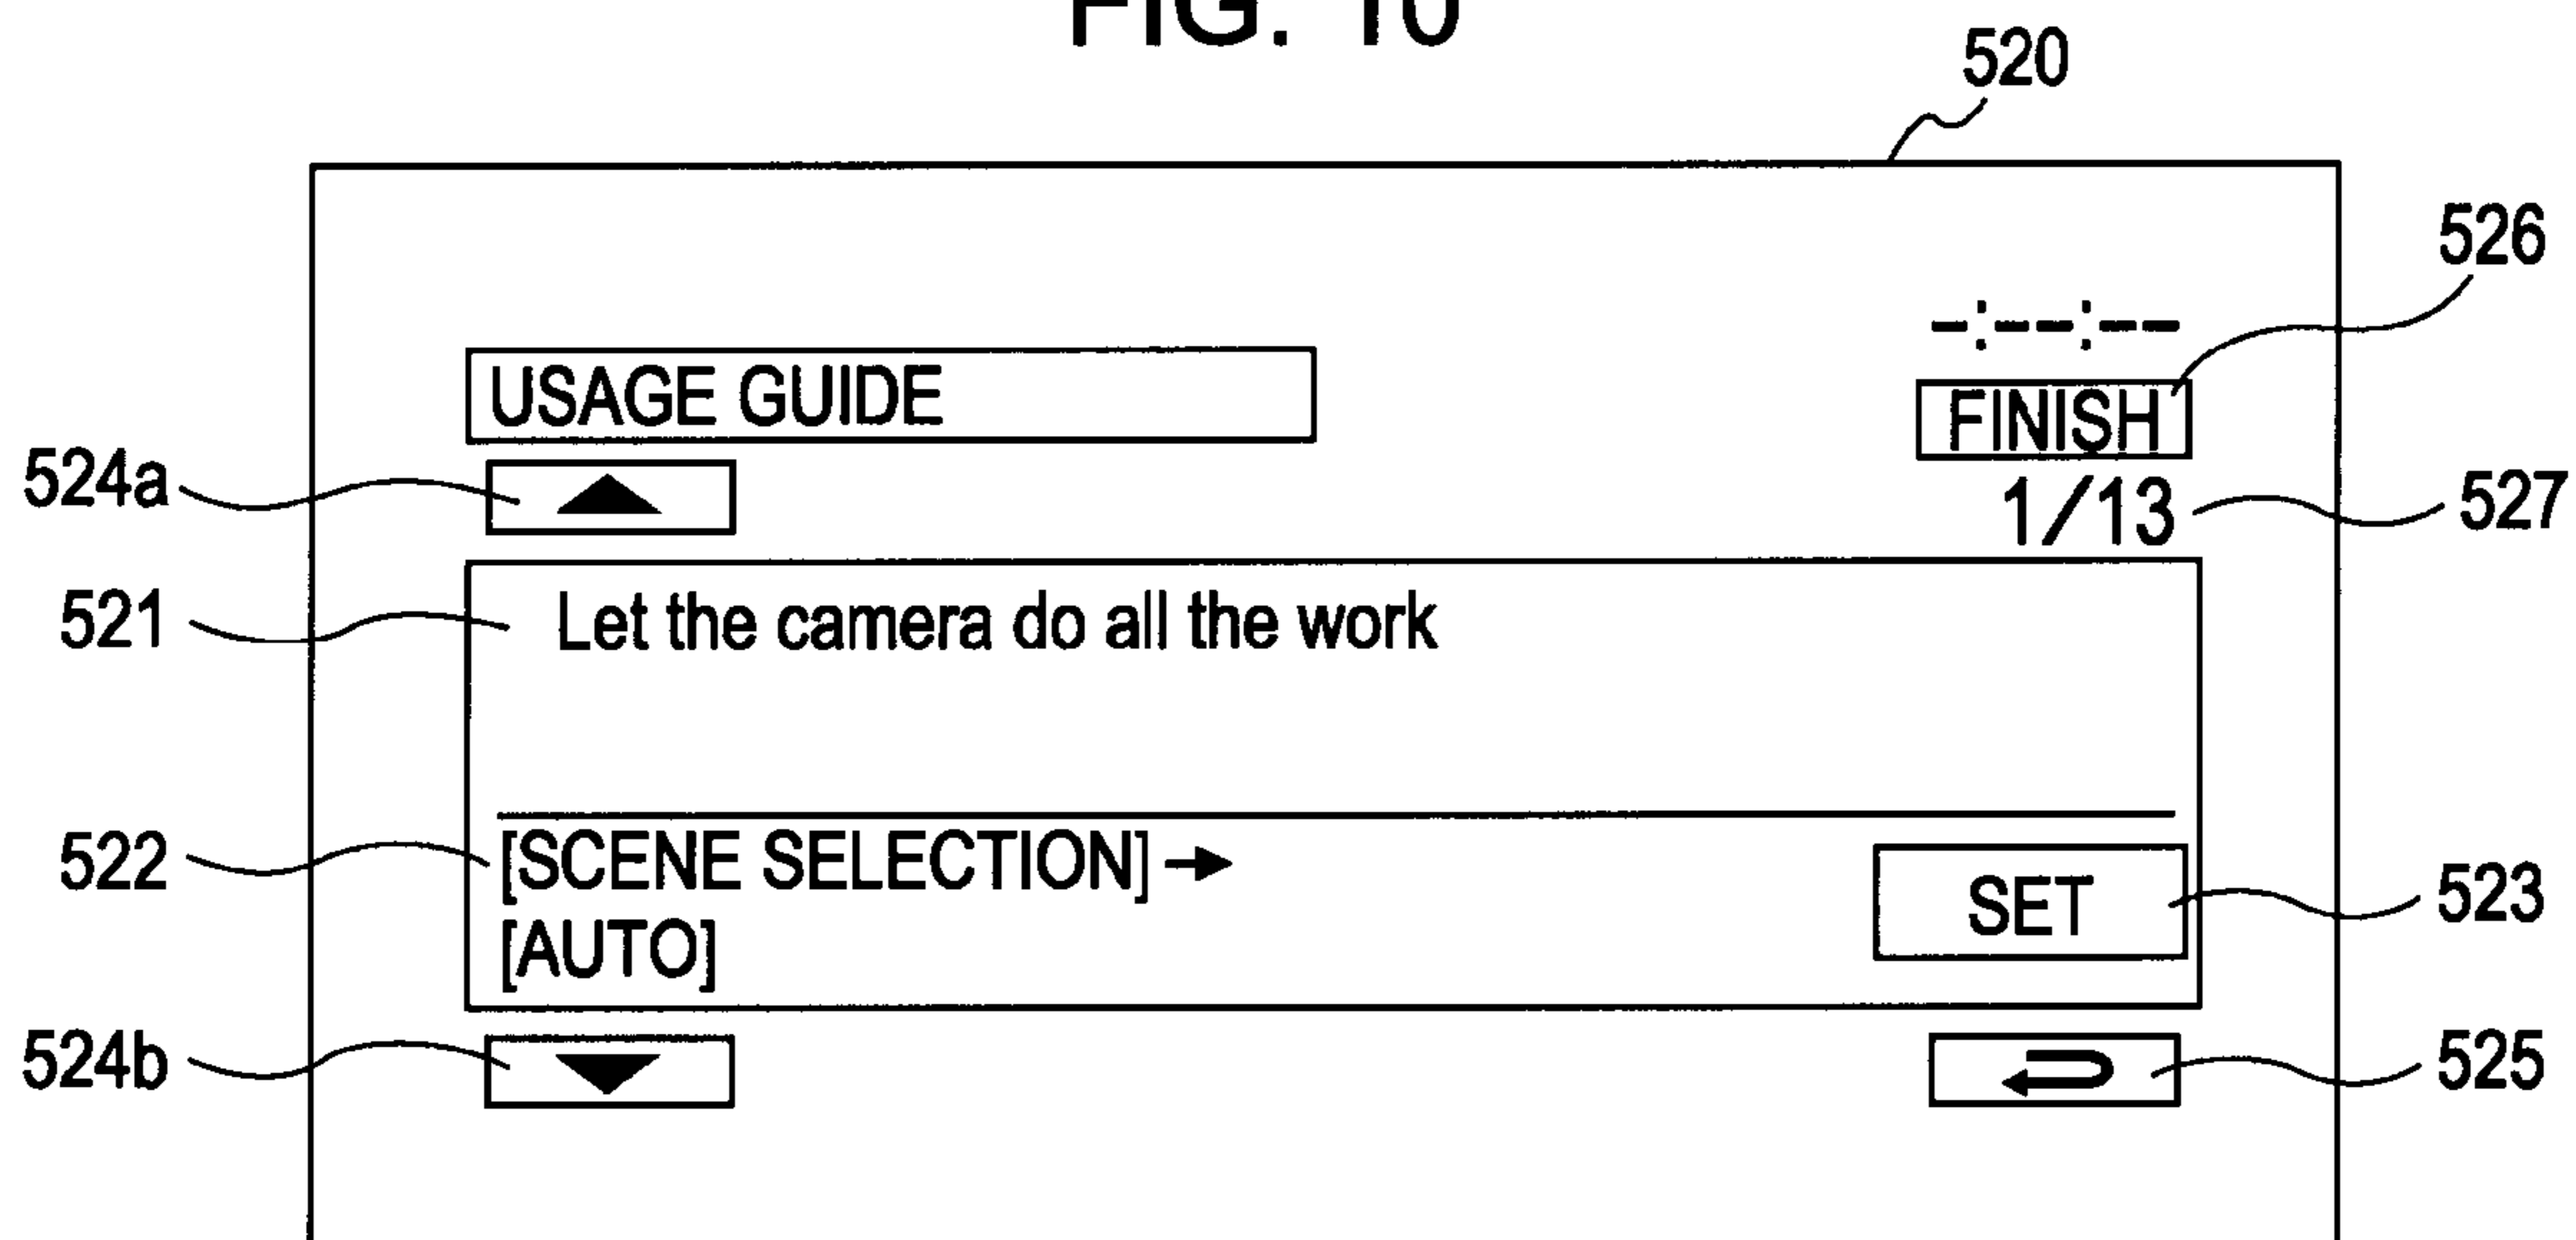 FIG. 10
520
526
-:--:--
USAGE GUIDE
FINISH
524a
1/13
527
521
Let the camera do all the work
522
[SCENE SELECTION]→
[AUTO]
SET
523
524b
525